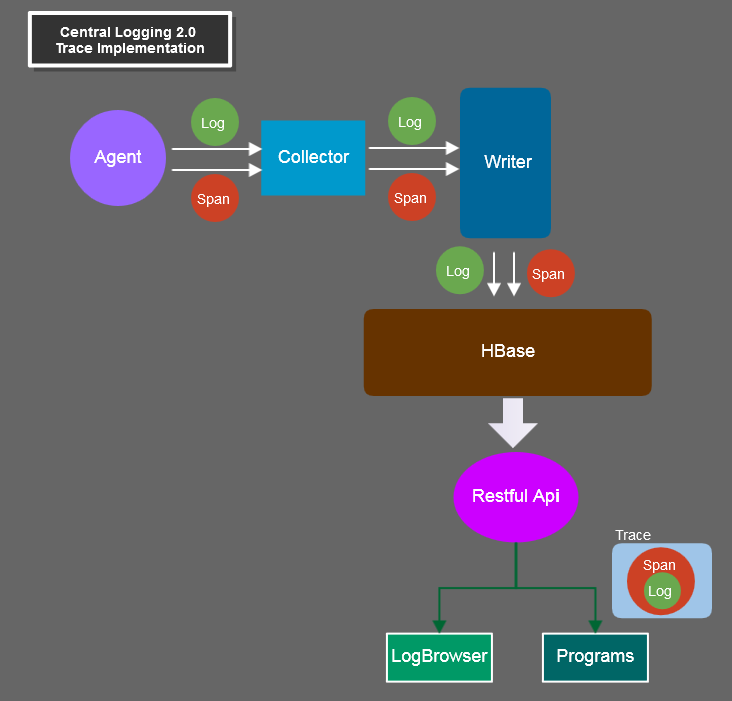 Central Logging 2.0
Trace Implementation
Log
Log
Agent
Collector
Writer
Span
Span
Log
Span
HBase
Restful Api
Trace
Span
Log
LogBrowser
Programs